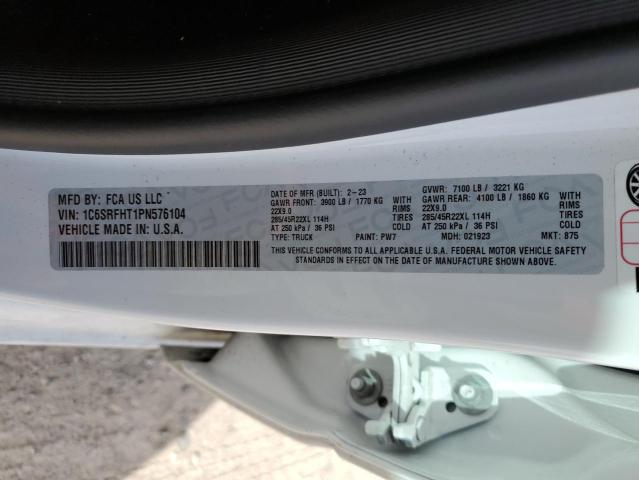 MFD BY: FCA US LLC
VIN: 1C6SRFHT1PN576104
VEHICLE MADE IN: U.S.A.
DATE OF MFR (BUILT): 2-23 GVWR: 7100 LB / 3221 KG
GAWR FRONT: 3900 LB / 1770 KG WITH GAWR REAR: 4100 LB / 1860 KG WITH
22X9.0 RIMS 22X9.0 RIMS
285/45R22XL 114H TIRES 285/45R22XL 114H TIRES
AT 250 kPa / 36 PSI COLD AT 250 kPa / 36 PSI COLD
TYPE: TRUCK PAINT: PW7 MDH: 021923 MKT: 875
THIS VEHICLE CONFORMS TO ALL APPLICABLE U.S.A. FEDERAL MOTOR VEHICLE SAFETY
STANDARDS IN EFFECT ON THE DATE OF MANUFACTURE SHOWN ABOVE.